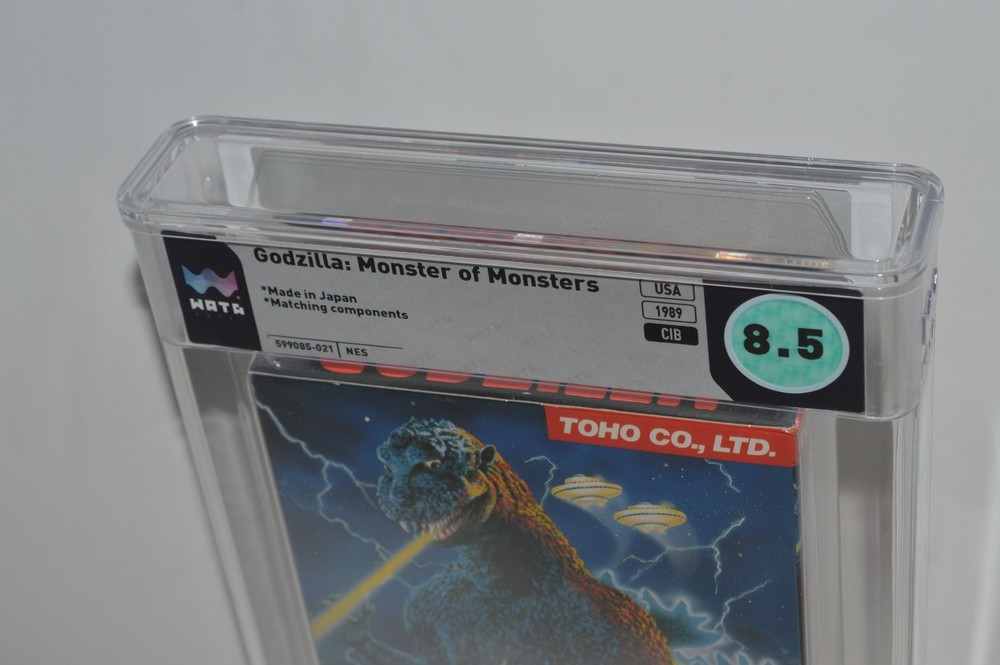 Godzilla: Monster of Monsters
*Made in Japan
*Matching components
WATA
599085-021 NES
USA
1989
CIB
8.5
GODZILLA
TOHO CO., LTD.